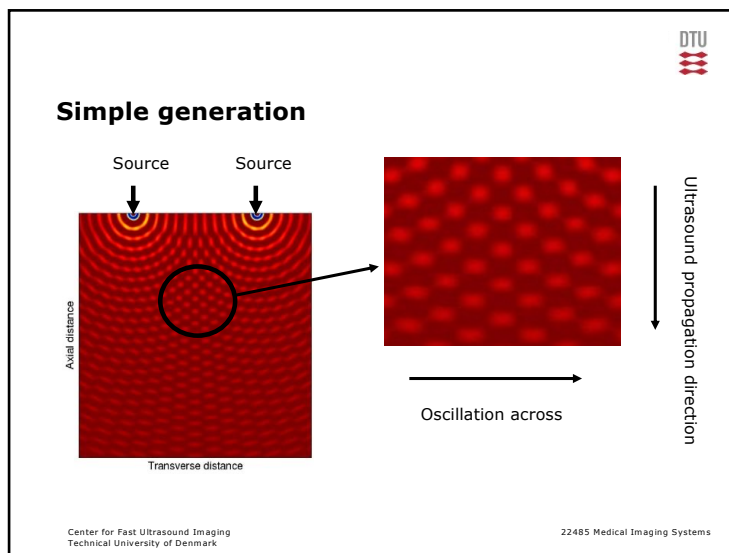 DTU
Simple generation
Source
Source
Axial distance
Transverse distance
Oscillation across
Ultrasound propagation direction
Center for Fast Ultrasound Imaging
Technical University of Denmark
22485 Medical Imaging Systems